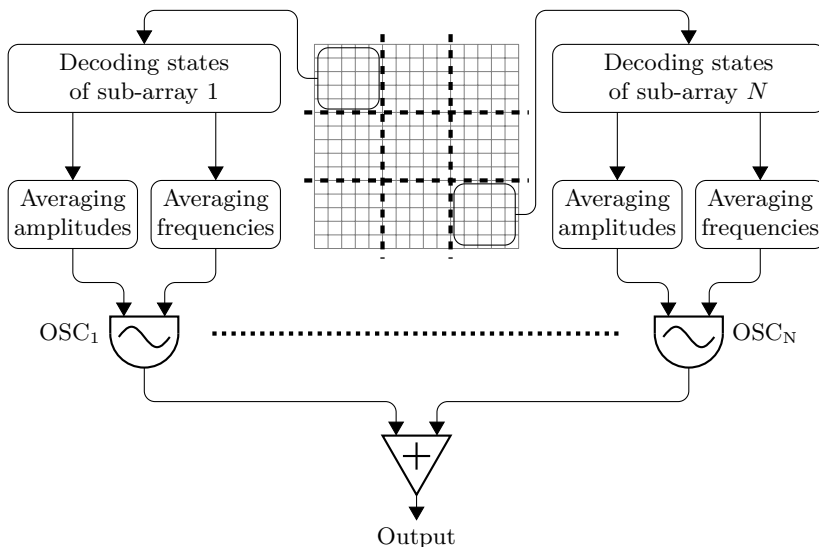 Decoding states
of sub-array 1
Decoding states
of sub-array N
Averaging
amplitudes
Averaging
frequencies
Averaging
amplitudes
Averaging
frequencies
OSC₁
OSC_N
+
Output